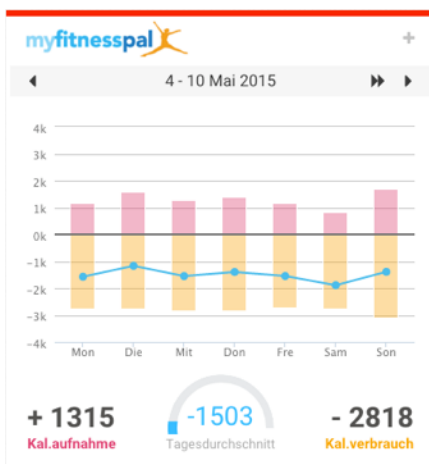 myfitnesspal
+
4 - 10 Mai 2015
4k
3k
2k
1k
0k
-1k
-2k
-3k
-4k
Mon Die Mit Don Fre Sam Son
+ 1315 -1503 - 2818
Kal.aufnahme Tagesdurchschnitt Kal.verbrauch